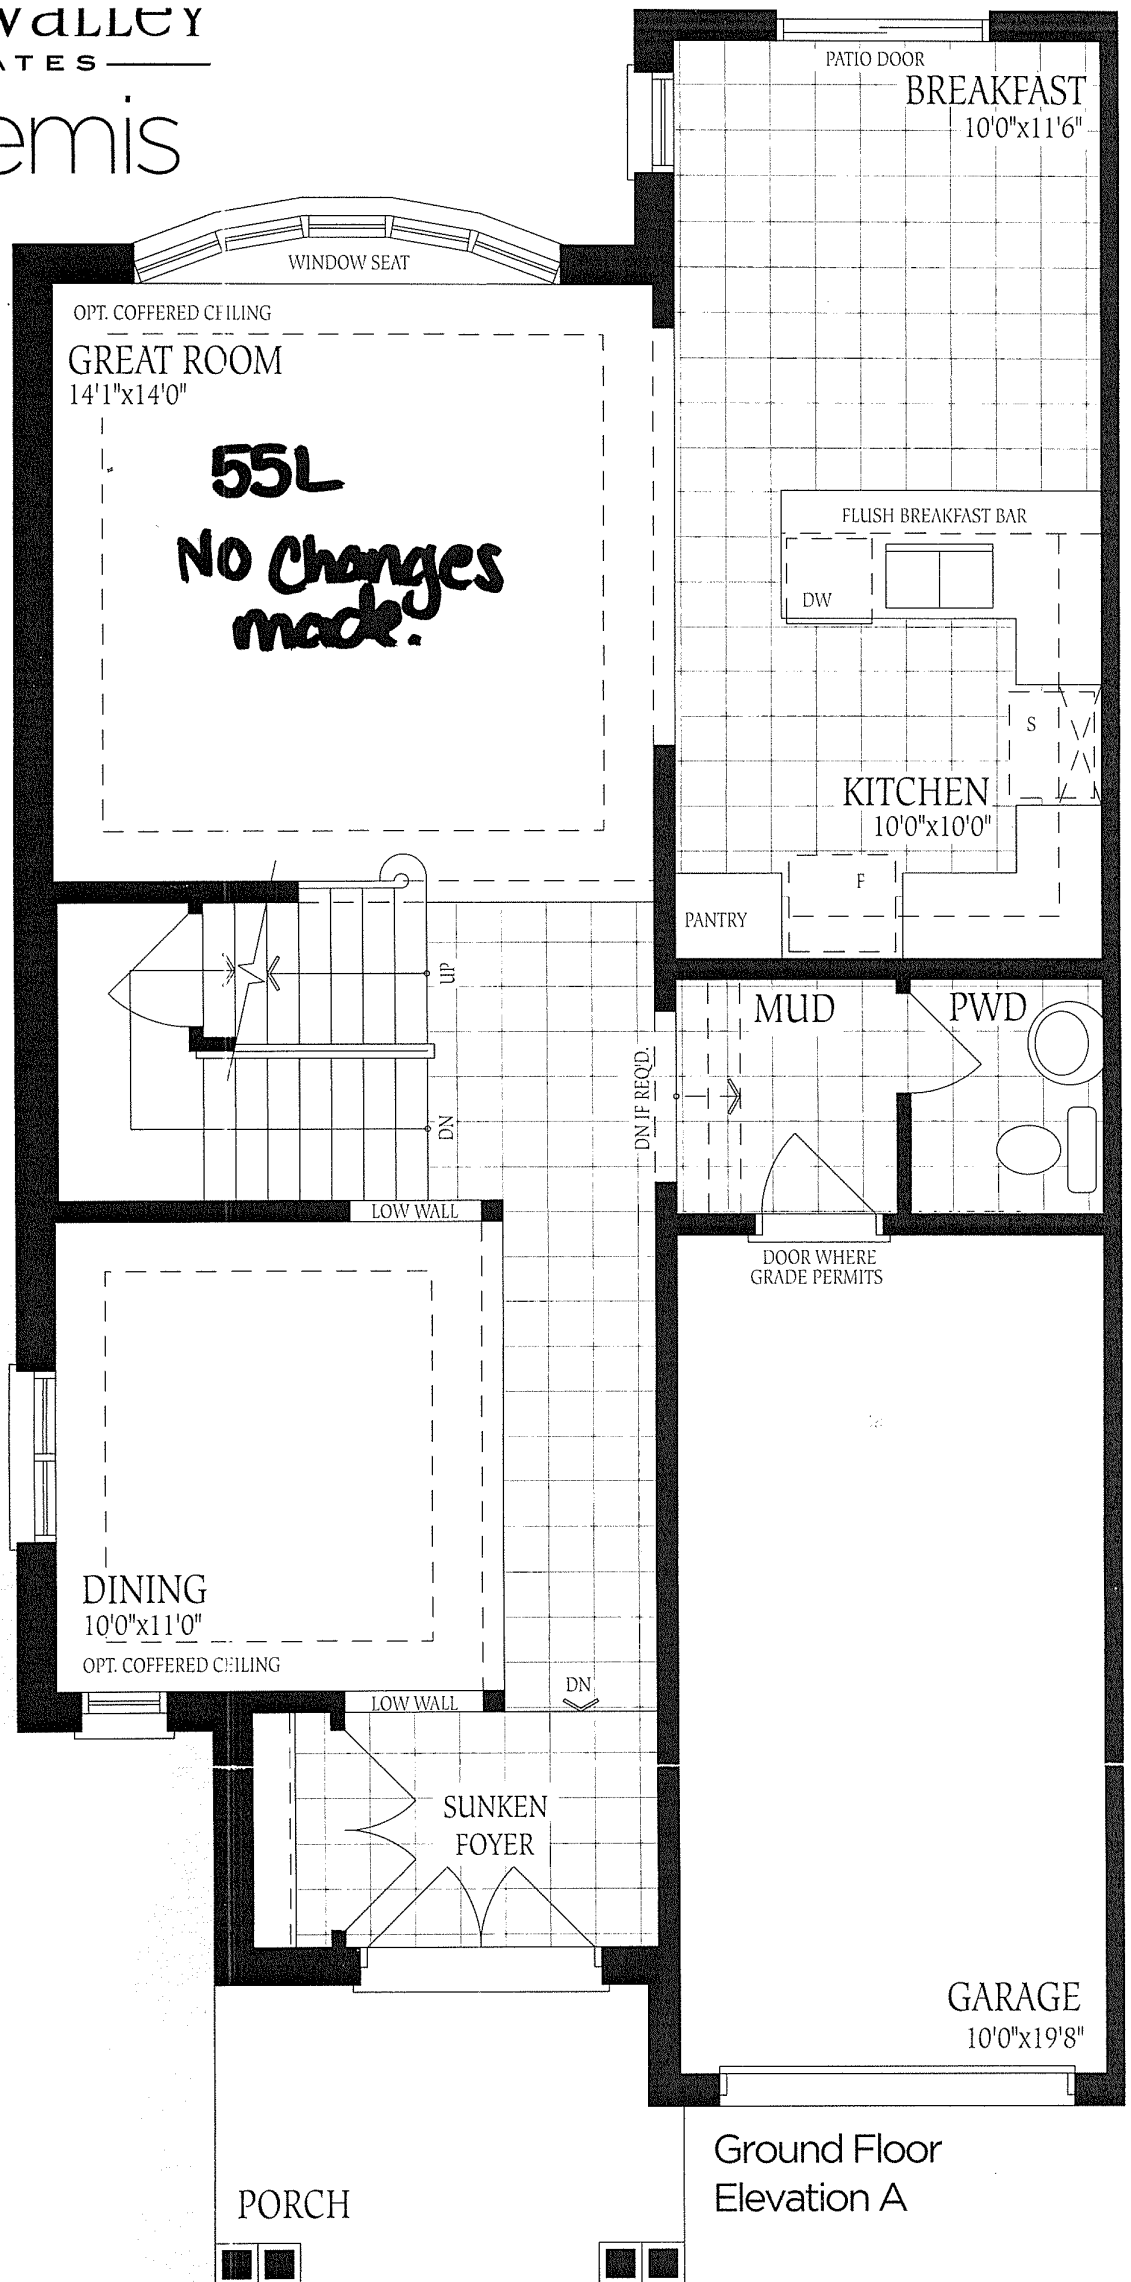 ValleY
ATES
emis
PATIO DOOR
BREAKFAST
10'0"x11'6"
WINDOW SEAT
OPT. COFFERED CEILING
GREAT ROOM
14'1"x14'0"
55L
No Changes
made.
FLUSH BREAKFAST BAR
DW
S
KITCHEN
10'0"x10'0"
F
PANTRY
UP
MUD
PWD
DN IF REQ'D.
DN
LOW WALL
DOOR WHERE
GRADE PERMITS
DINING
10'0"x11'0"
OPT. COFFERED CEILING
LOW WALL
DN
SUNKEN
FOYER
GARAGE
10'0"x19'8"
Ground Floor
Elevation A
PORCH